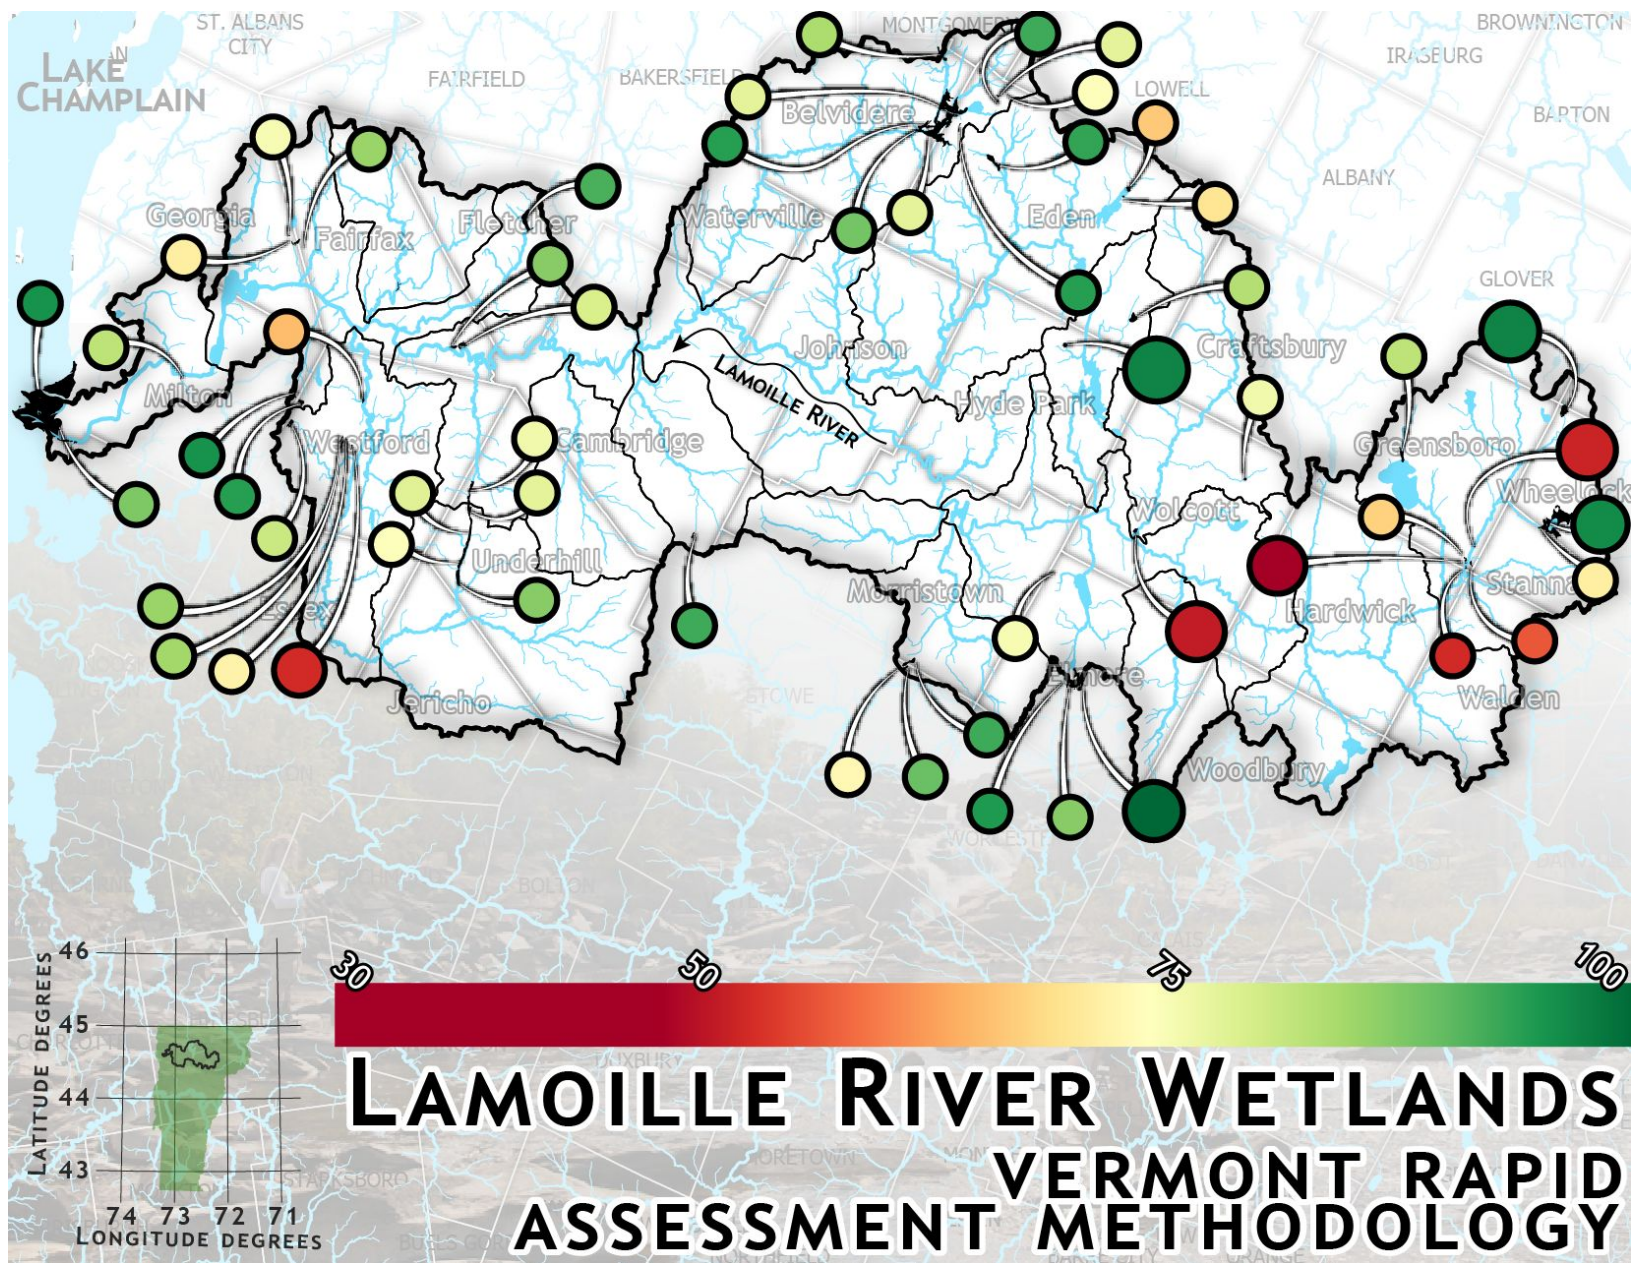 ST. ALBANS
CITY
MONTGOMERY
BROWNINGTON
LAKE
CHAMPLAIN
FAIRFIELD
BAKERSFIELD
IRASBURG
LOWELL
BARTON
Belvidere
ALBANY
Georgia
Fairfax
Fletcher
Waterville
Eden
GLOVER
Milton
Johnson
Craftsbury
LAMOILLE RIVER
Hyde Park
Westford
Cambridge
Greensboro
Wheelock
Wolcott
Underhill
Morristown
Essex
Hardwick
Elmore
Jericho
STOWE
Walden
Woodbury
BOLTON
30
50
75
100
46
45
44
43
LATITUDE DEGREES
74 73 72 71
LONGITUDE DEGREES
DUXBURY
LAMOILLE RIVER WETLANDS
VERMONT RAPID
ASSESSMENT METHODOLOGY
STARKSBORO